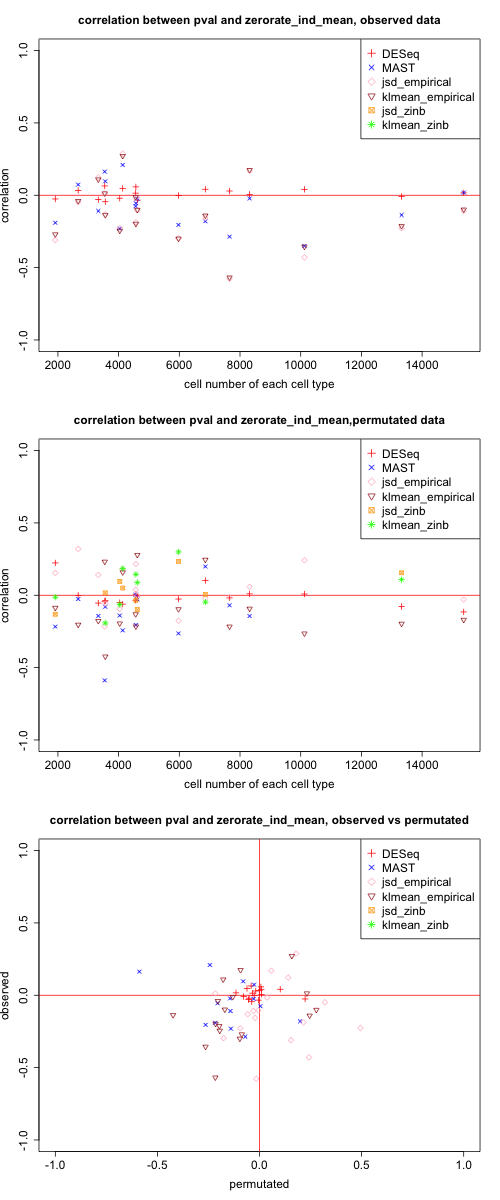 correlation between pval and zerorate_ind_mean, observed data
1.0
0.5
0.0
-0.5
-1.0
correlation
DESeq
MAST
jsd_empirical
klmean_empirical
jsd_zinb
klmean_zinb
2000 4000 6000 8000 10000 12000 14000
cell number of each cell type
correlation between pval and zerorate_ind_mean,permutated data
1.0
0.5
0.0
-0.5
-1.0
correlation
DESeq
MAST
jsd_empirical
klmean_empirical
jsd_zinb
klmean_zinb
2000 4000 6000 8000 10000 12000 14000
cell number of each cell type
correlation between pval and zerorate_ind_mean, observed vs permutated
1.0
0.5
0.0
-0.5
-1.0
observed
DESeq
MAST
jsd_empirical
klmean_empirical
jsd_zinb
klmean_zinb
-1.0 -0.5 0.0 0.5 1.0
permutated